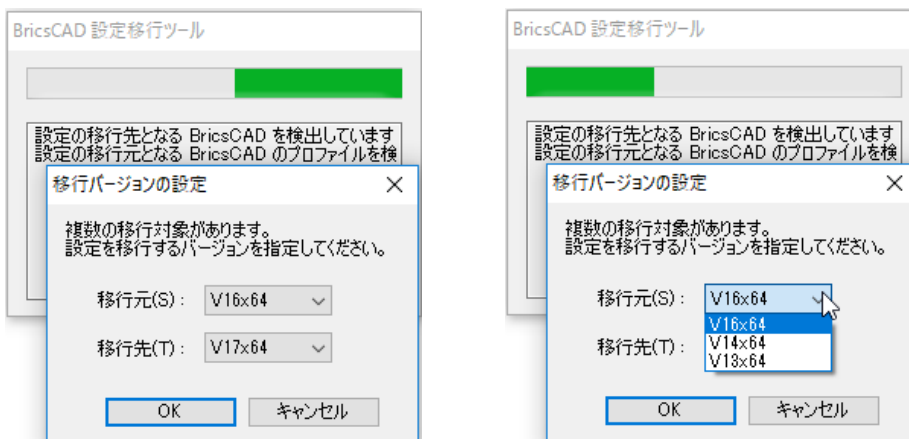 BricsCAD 設定移行ツール
設定の移行先となる BricsCAD を検出しています
設定の移行元となる BricsCAD のプロファイルを検
移行バージョンの設定
複数の移行対象があります。
設定を移行するバージョンを指定してください。
移行元(S) : V16x64
移行先(T) : V17x64
OK キャンセル
BricsCAD 設定移行ツール
設定の移行先となる BricsCAD を検出しています
設定の移行元となる BricsCAD のプロファイルを検
移行バージョンの設定
複数の移行対象があります。
設定を移行するバージョンを指定してください。
移行元(S) : V16x64
V16x64
移行先(T) : V14x64
V13x64
OK キャンセル